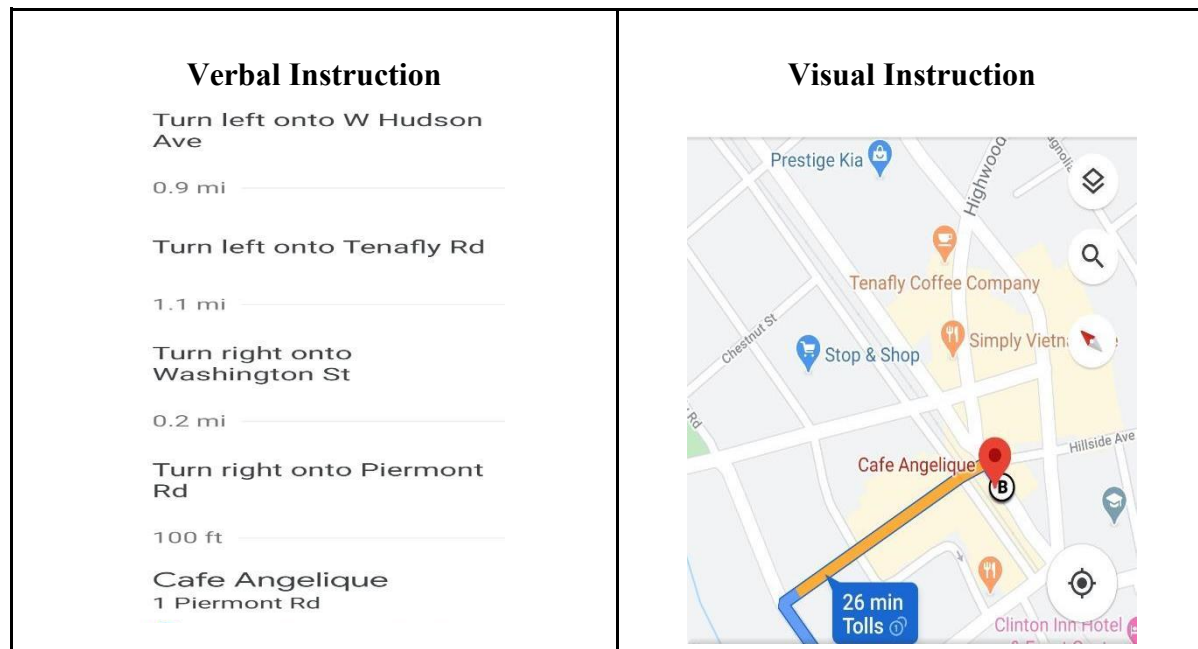 Verbal Instruction
Turn left onto W Hudson
Ave
0.9 mi
Turn left onto Tenafly Rd
1.1 mi
Turn right onto
Washington St
0.2 mi
Turn right onto Piermont
Rd
100 ft
Cafe Angelique
1 Piermont Rd
Visual Instruction
Prestige Kia
Highwood
Tenafly Coffee Company
Chestnut St
Stop & Shop
Simply
Rd
Hillside Ave
Cafe Angelique
B
26 min
Tolls
Clinton Inn Hotel